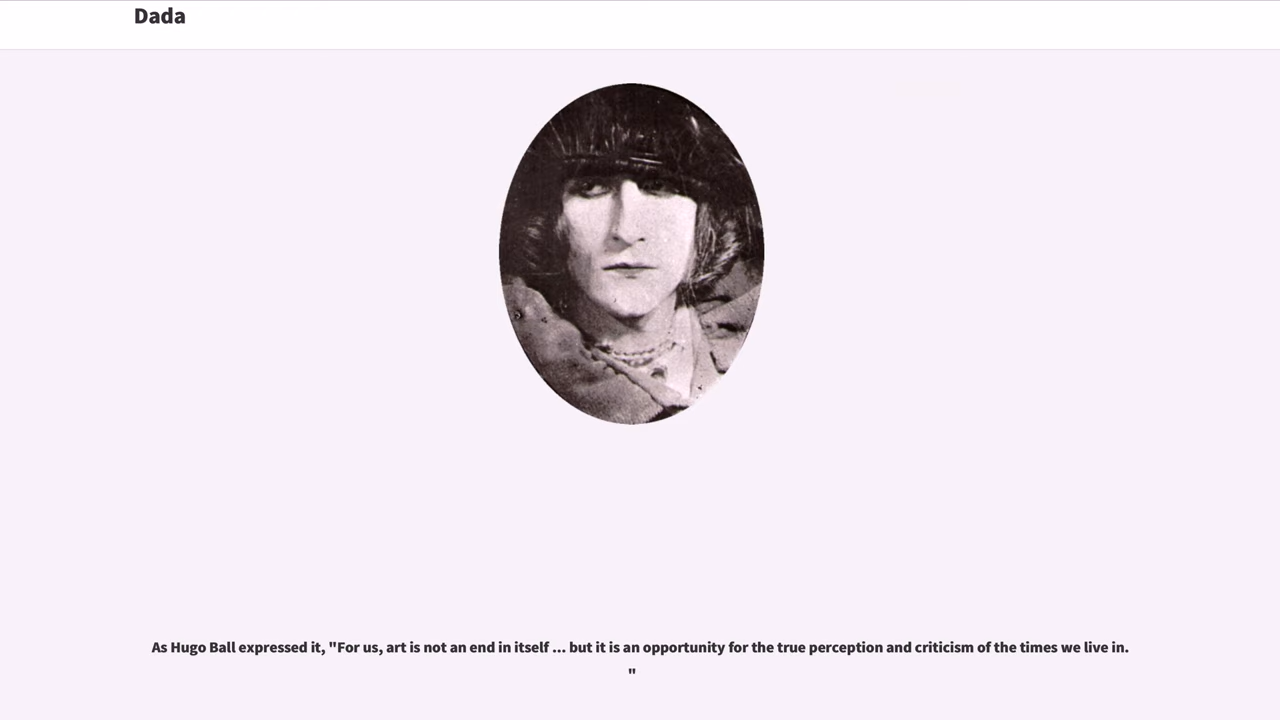 Dada
As Hugo Ball expressed it, "For us, art is not an end in itself ... but it is an opportunity for the true perception and criticism of the times we live in.
"